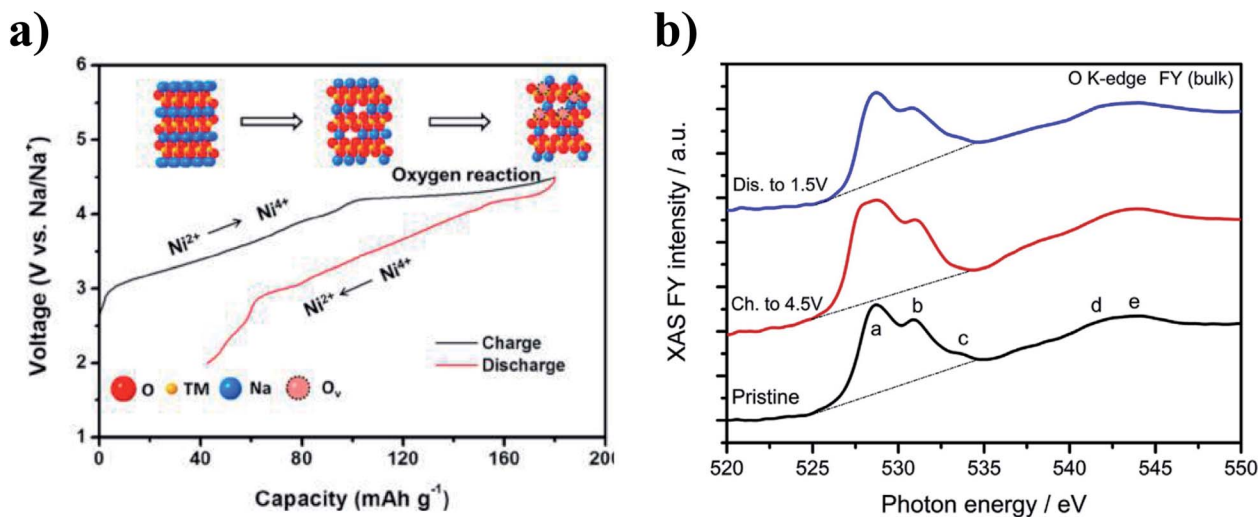 a)
6
5
4
3
2
1
Voltage (V vs. Na/Na⁺)
Oxygen reaction
Ni²⁺ → Ni⁴⁺
Ni²⁺ ← Ni⁴⁺
Charge
Discharge
O TM Na Oᵥ
0 40 80 120 160 200
Capacity (mAh g⁻¹)
b)
O K-edge FY (bulk)
XAS FY intensity / a.u.
Dis. to 1.5V
Ch. to 4.5V
Pristine
a b c d e
520 525 530 535 540 545 550
Photon energy / eV